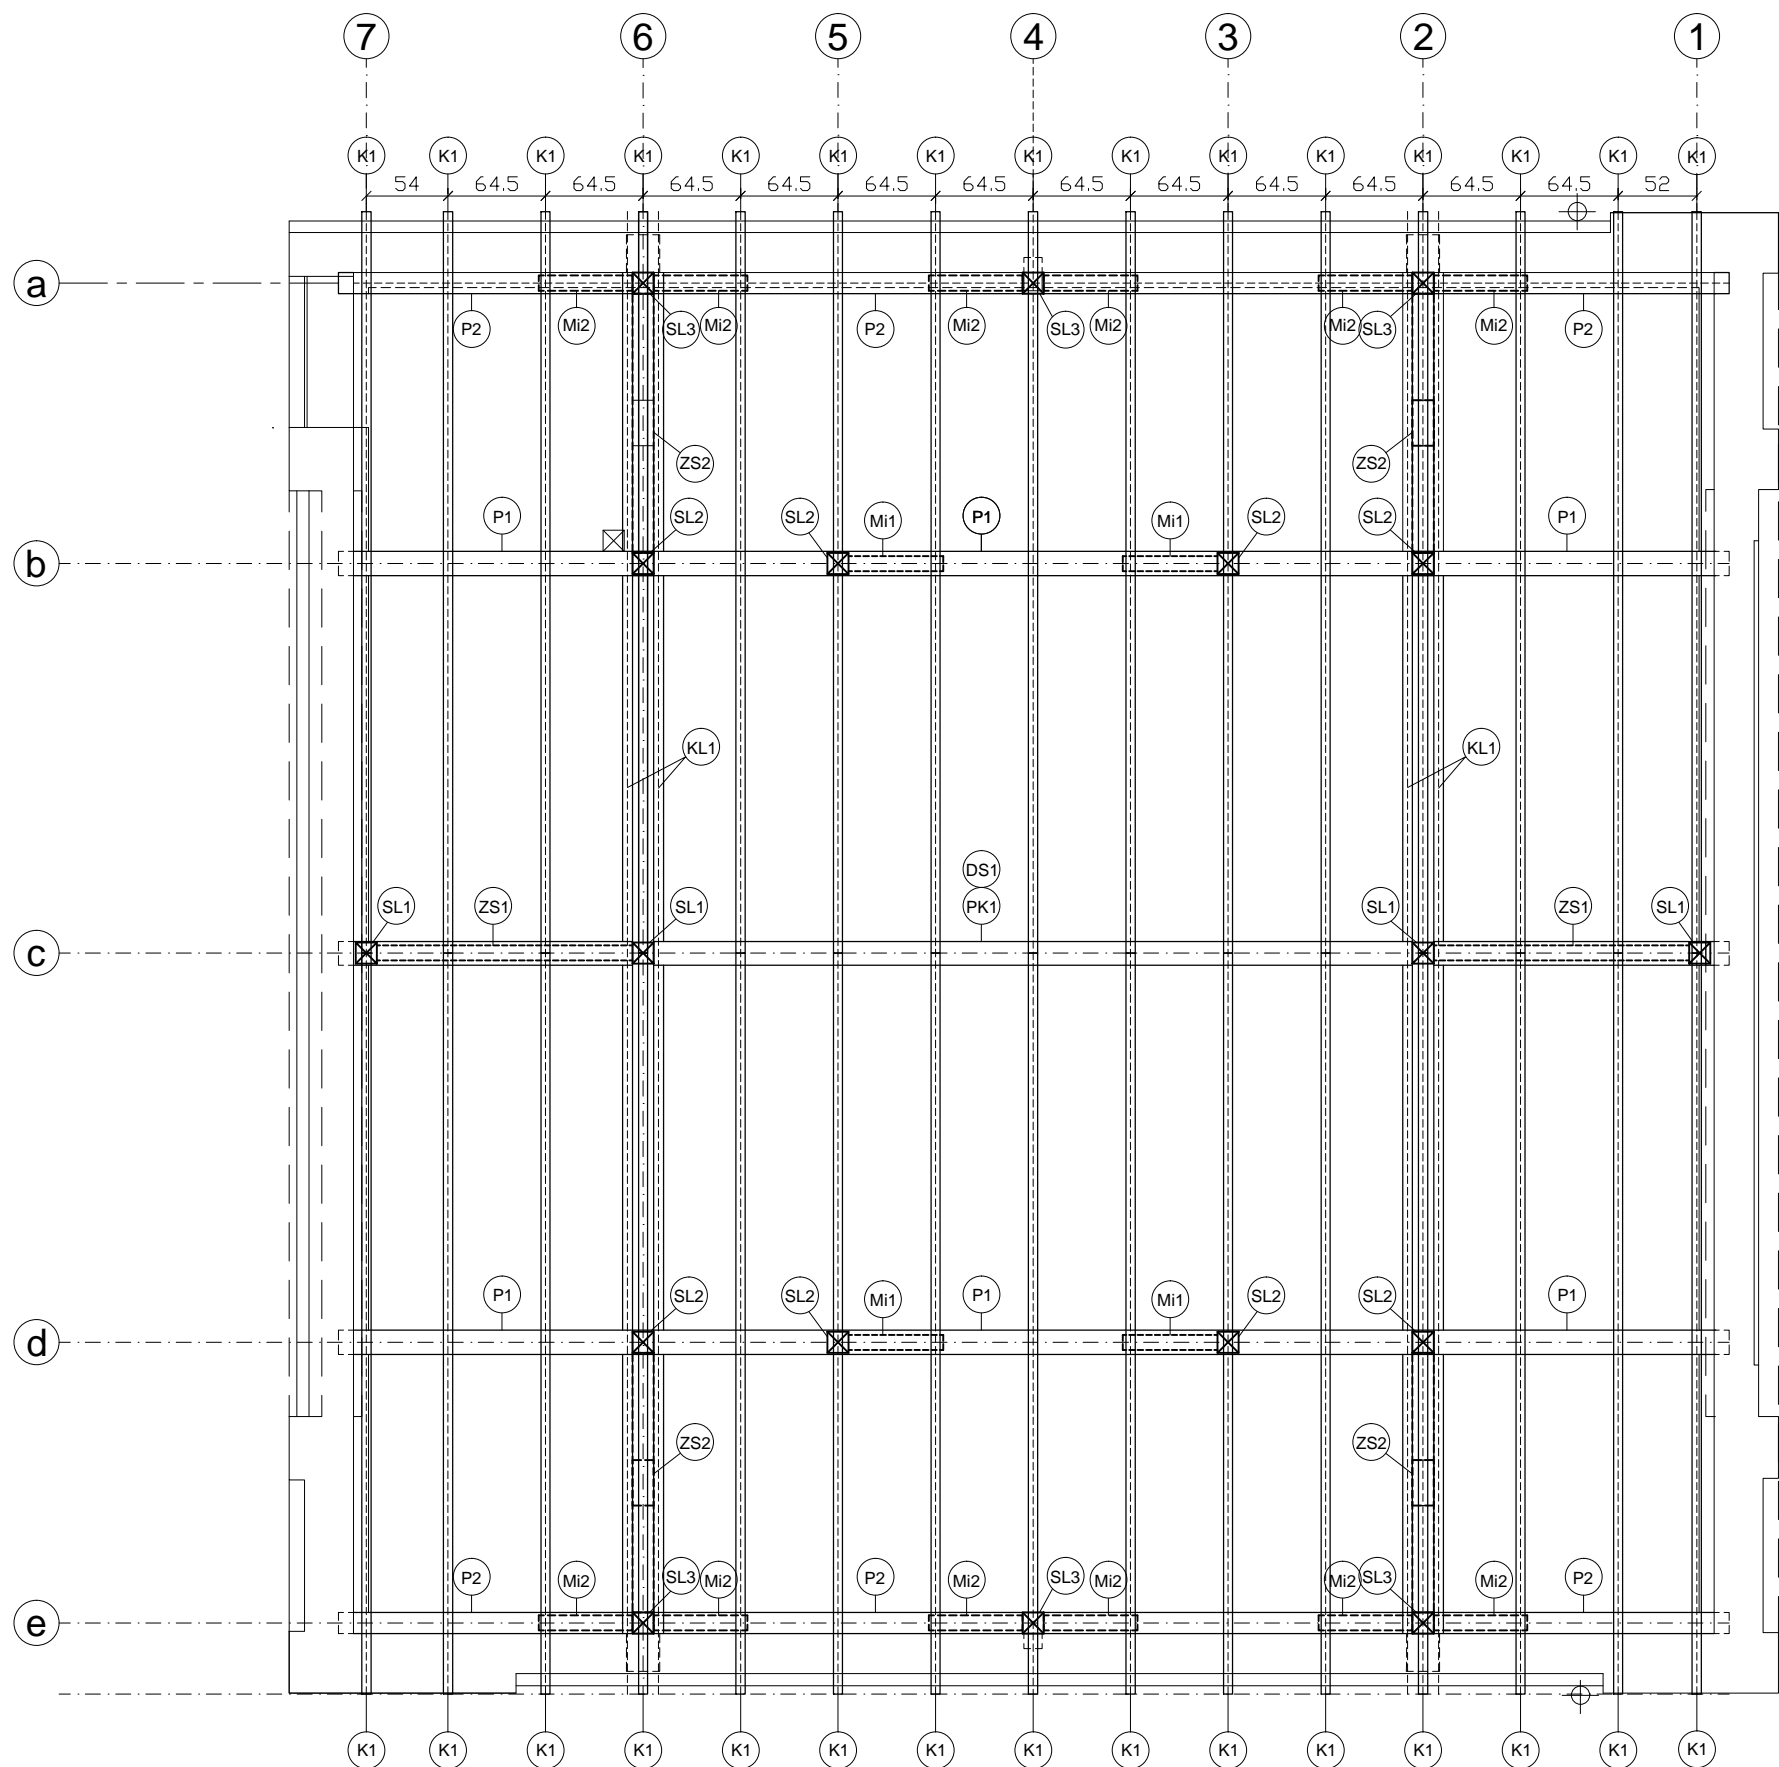 7 6 5 4 3 2 1
K1 K1 K1 K1 K1 K1 K1 K1 K1 K1 K1 K1 K1 K1 K1
54 64.5 64.5 64.5 64.5 64.5 64.5 64.5 64.5 64.5 64.5 64.5 64.5 52
a
P2 Mi2 SL3 Mi2 P2 Mi2 SL3 Mi2 Mi2 SL3 Mi2 P2
ZS2 ZS2
P1 SL2 SL2 Mi1 P1 Mi1 SL2 SL2 P1
b
KL1 KL1
DS1
SL1 ZS1 SL1 PK1 SL1 ZS1 SL1
c
P1 SL2 SL2 Mi1 P1 Mi1 SL2 SL2 P1
d
ZS2 ZS2
P2 Mi2 SL3 Mi2 P2 Mi2 SL3 Mi2 Mi2 SL3 Mi2 P2
e
K1 K1 K1 K1 K1 K1 K1 K1 K1 K1 K1 K1 K1 K1 K1